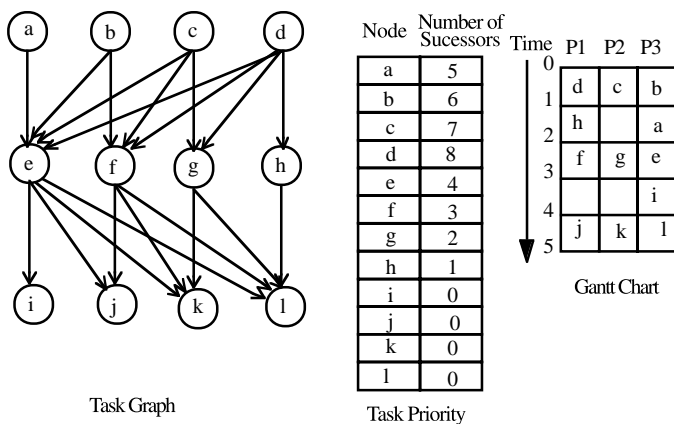 a b c d
e f g h
i j k l
Task Graph
Node Number of
Sucessors
a 5
b 6
c 7
d 8
e 4
f 3
g 2
h 1
i 0
j 0
k 0
l 0
Task Priority
Time P1 P2 P3
0
d c b
1
h a
2
f g e
3
i
4
j k l
5
Gantt Chart